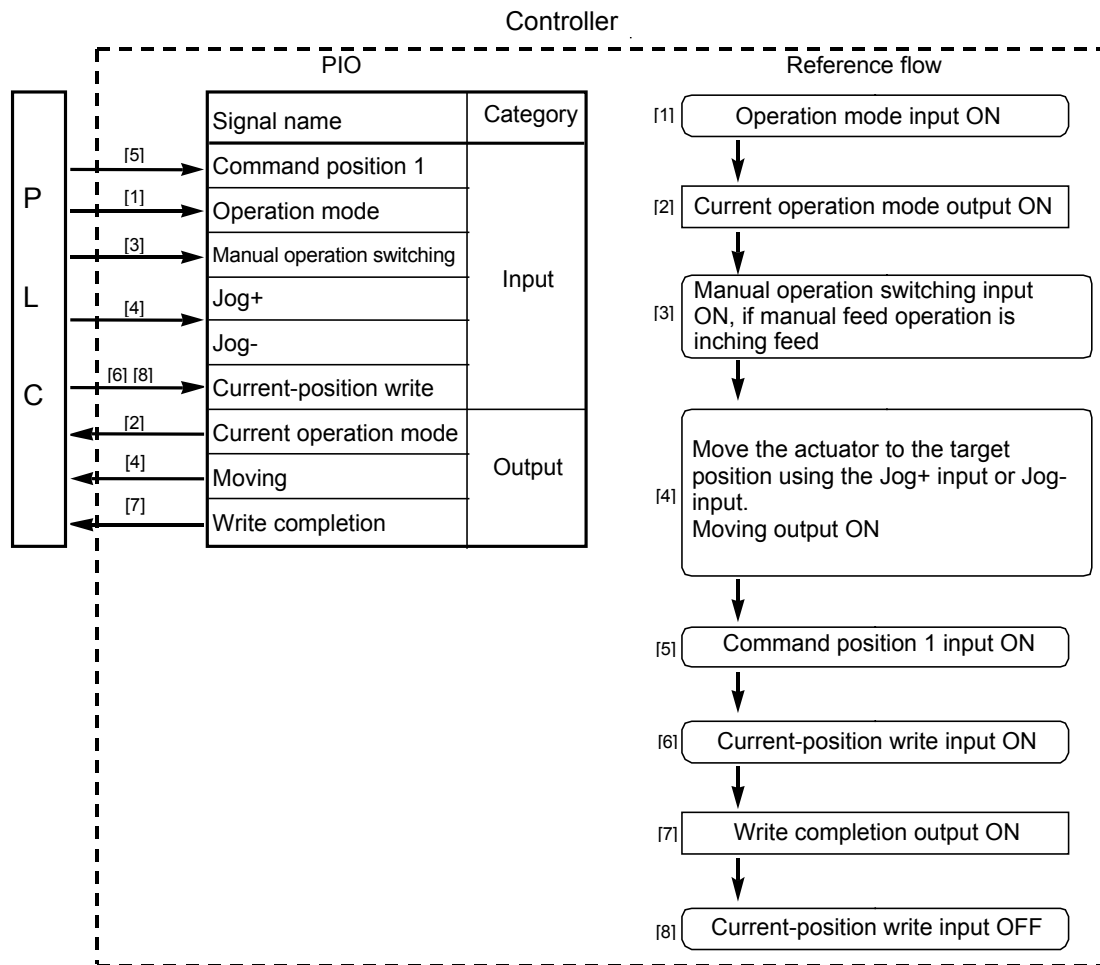 Controller
PIO
Reference flow
P
L
C
Signal name
Category
[5]
Command position 1
[1]
Operation mode
[3]
Manual operation switching
Input
[4]
Jog+
Jog-
[6] [8]
Current-position write
[2]
Current operation mode
Output
[4]
Moving
[7]
Write completion
[1]
Operation mode input ON
[2]
Current operation mode output ON
[3]
Manual operation switching input
ON, if manual feed operation is
inching feed
[4]
Move the actuator to the target
position using the Jog+ input or Jog-
input.
Moving output ON
[5]
Command position 1 input ON
[6]
Current-position write input ON
[7]
Write completion output ON
[8]
Current-position write input OFF